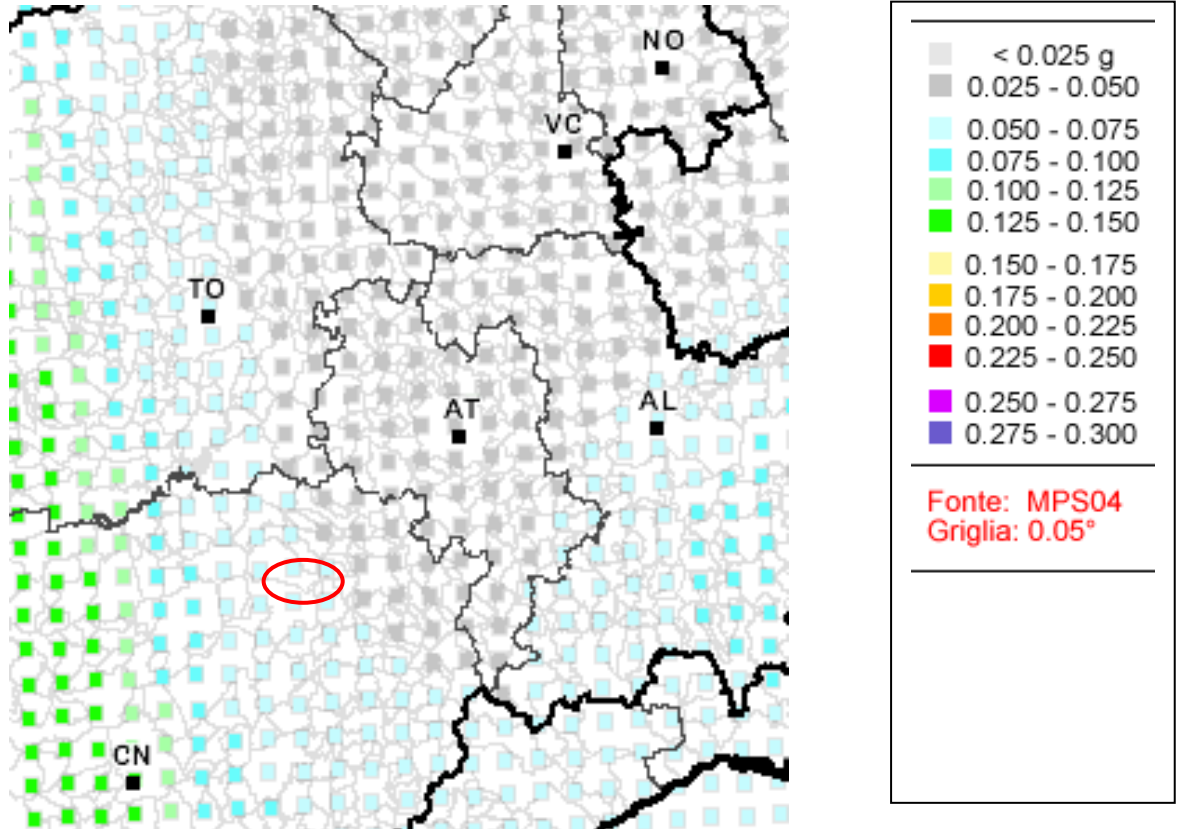 NO
VC
TO
AT
AL
CN
< 0.025 g
0.025 - 0.050
0.050 - 0.075
0.075 - 0.100
0.100 - 0.125
0.125 - 0.150
0.150 - 0.175
0.175 - 0.200
0.200 - 0.225
0.225 - 0.250
0.250 - 0.275
0.275 - 0.300
Fonte: MPS04
Griglia: 0.05°